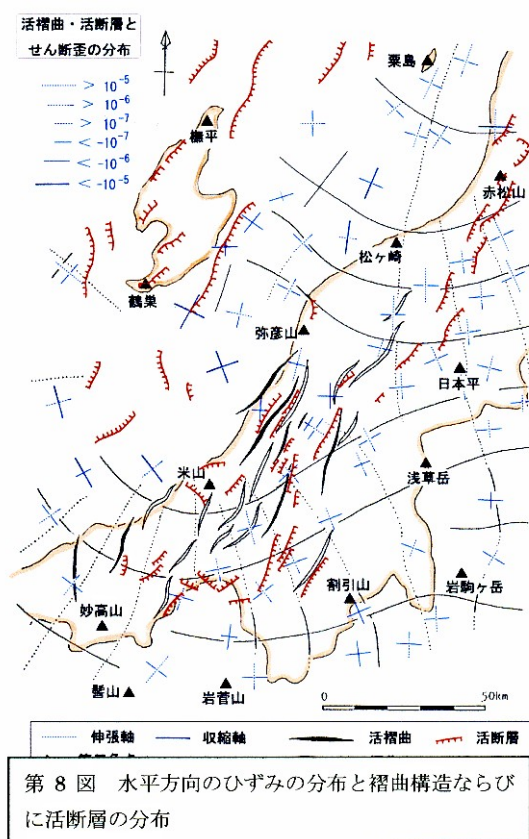 活褶曲・活断層と
せん断歪の分布
> 10⁻⁵
> 10⁻⁶
> 10⁻⁷
< -10⁻⁷
< -10⁻⁶
< -10⁻⁵
粟島
橅平
赤松山
松ヶ崎
鶴巣
弥彦山
日本平
浅草岳
米山
割引山
岩駒ヶ岳
妙高山
髻山
岩菅山
0 50km
伸張軸 収縮軸 活褶曲 活断層
第 8 図 水平方向のひずみの分布と褶曲構造ならび
に活断層の分布